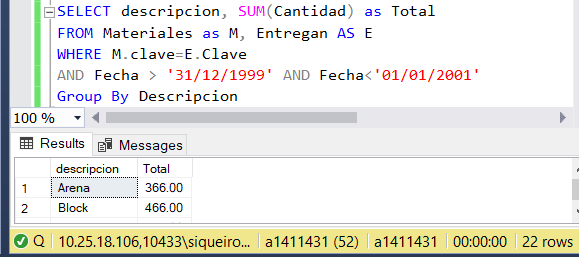 SELECT descripcion, SUM(Cantidad) as Total
FROM Materiales as M, Entregan AS E
WHERE M.clave=E.Clave
AND Fecha > '31/12/1999' AND Fecha<'01/01/2001'
Group By Descripcion
100 %
Results Messages
descripcion Total
1 Arena 366.00
2 Block 466.00
Q 10.25.18.106,10433\siqueiro... a1411431 (52) a1411431 00:00:00 22 rows